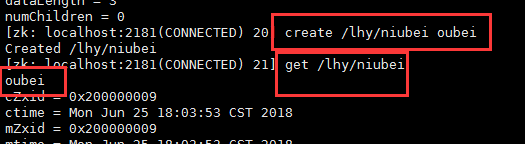 dataLength = 3
numChildren = 0
[zk: localhost:2181(CONNECTED) 20] create /lhy/niubei oubei
Created /lhy/niubei
[zk: localhost:2181(CONNECTED) 21] get /lhy/niubei
oubei
cZxid = 0x200000009
ctime = Mon Jun 25 18:03:53 CST 2018
mZxid = 0x200000009
mtime = Mon Jun 25 18:03:53 CST 2018